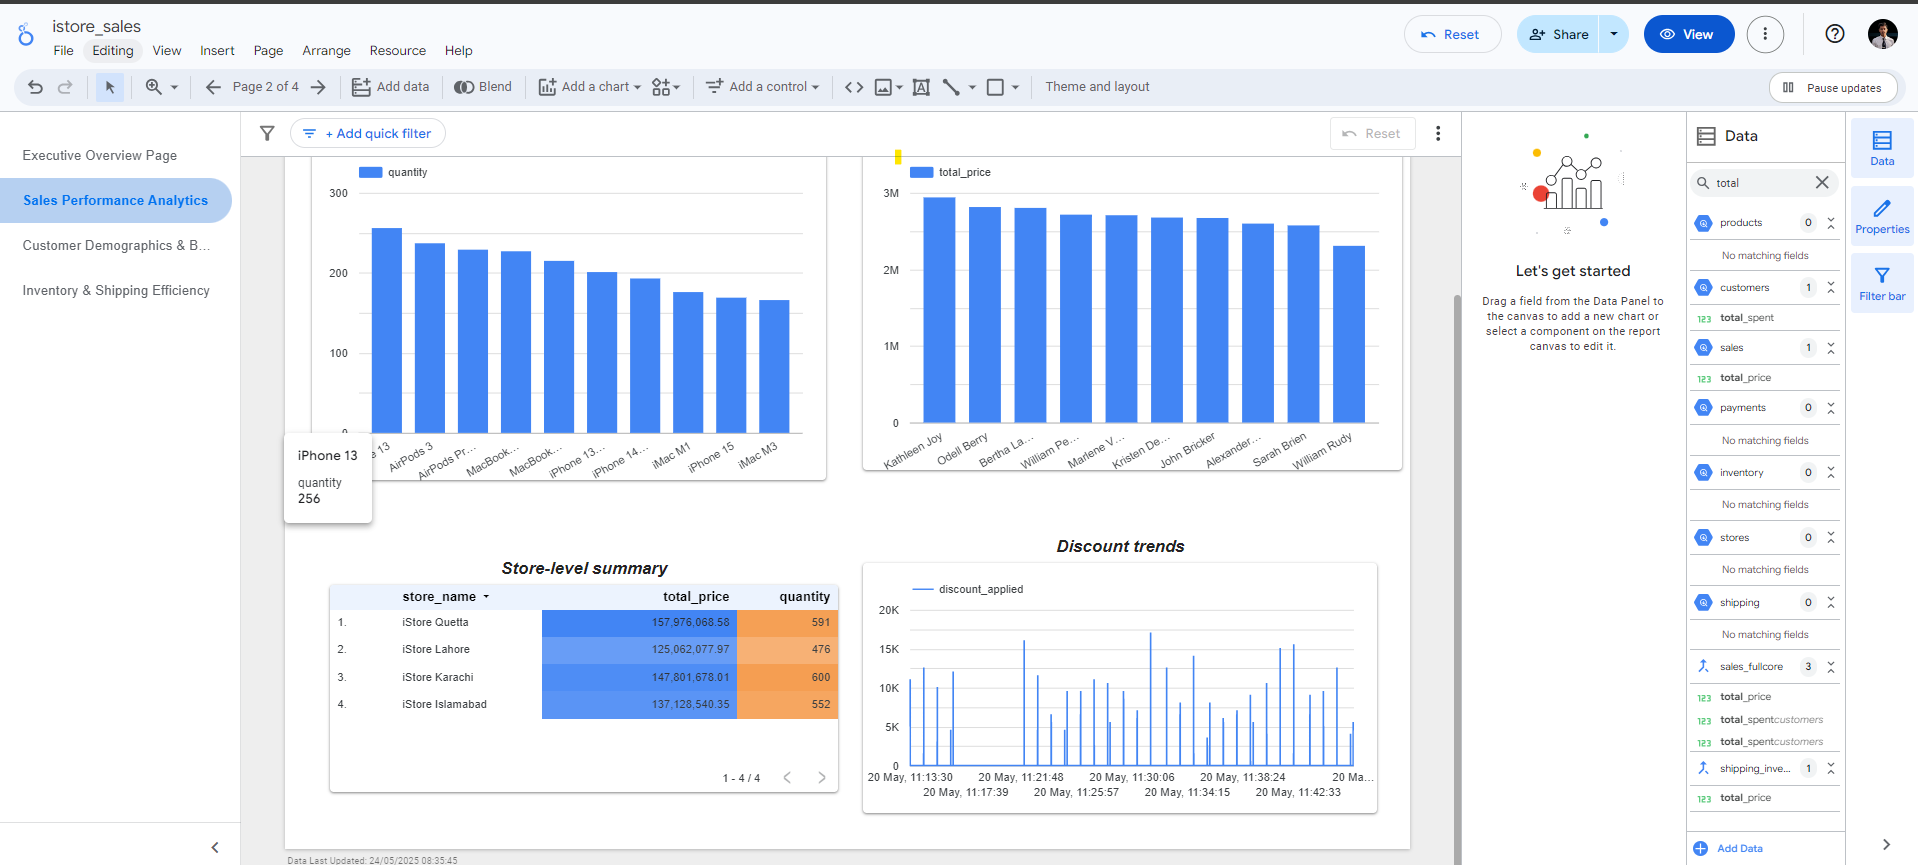 istore_sales
File Editing View Insert Page Arrange Resource Help
Reset
Share
View
Page 2 of 4
Add data
Blend
Add a chart
Add a control
Theme and layout
Pause updates
Executive Overview Page
Sales Performance Analytics
Customer Demographics & B...
Inventory & Shipping Efficiency
+ Add quick filter
Reset
quantity
300
200
100
0
13
AirPods 3
AirPods Pr...
MacBook...
MacBook...
iPhone 13...
iPhone 14...
iMac M1
iPhone 15
iMac M3
iPhone 13
quantity
256
total_price
3M
2M
1M
0
Kathleen Joy
Odell Berry
Bertha La...
William Pe...
Marlene V...
Kristen De...
John Bricker
Alexander...
Sarah Brien
William Rudy
Store-level summary
store_name total_price quantity
1. iStore Quetta 157,976,068.58 591
2. iStore Lahore 125,062,077.97 476
3. iStore Karachi 147,801,678.01 600
4. iStore Islamabad 137,128,540.35 552
1 - 4 / 4
Discount trends
discount_applied
20K
15K
10K
5K
0
20 May, 11:13:30
20 May, 11:17:39
20 May, 11:21:48
20 May, 11:25:57
20 May, 11:30:06
20 May, 11:34:15
20 May, 11:38:24
20 May, 11:42:33
20 Ma...
Data Last Updated: 24/05/2025 08:35:45
Let's get started
Drag a field from the Data Panel to
the canvas to add a new chart or
select a component on the report
canvas to edit it.
Data
total
products 0
No matching fields
customers 1
123 total_spent
sales 1
123 total_price
payments 0
No matching fields
inventory 0
No matching fields
stores 0
No matching fields
shipping 0
No matching fields
sales_fullcore 3
123 total_price
123 total_spentcustomers
123 total_spentcustomers
shipping_inve... 1
123 total_price
Add Data
Data
Properties
Filter bar